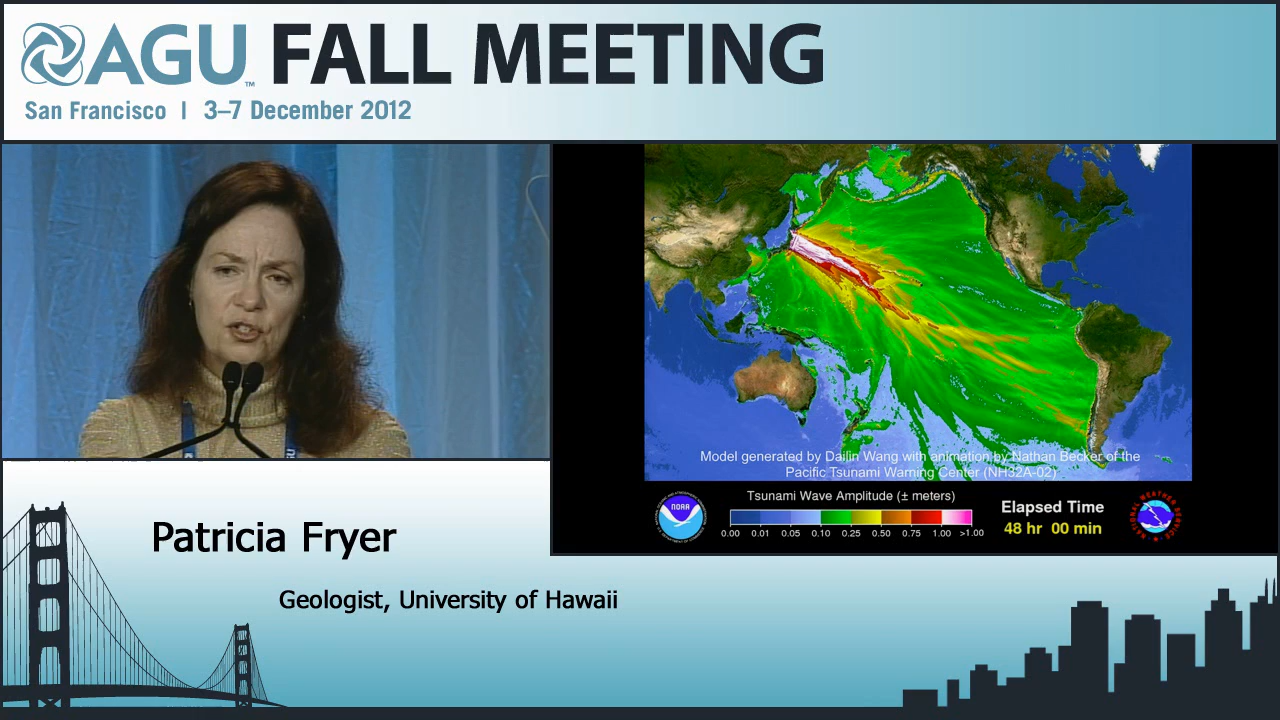 AGU™ FALL MEETING
San Francisco | 3–7 December 2012
Model generated by Dailin Wang with animation by Nathan Becker of the
Pacific Tsunami Warning Center (NH32A-02)
NOAA
Tsunami Wave Amplitude (± meters)
0.00 0.01 0.05 0.10 0.25 0.50 0.75 1.00 >1.00
Elapsed Time
48 hr 00 min
Patricia Fryer
Geologist, University of Hawaii